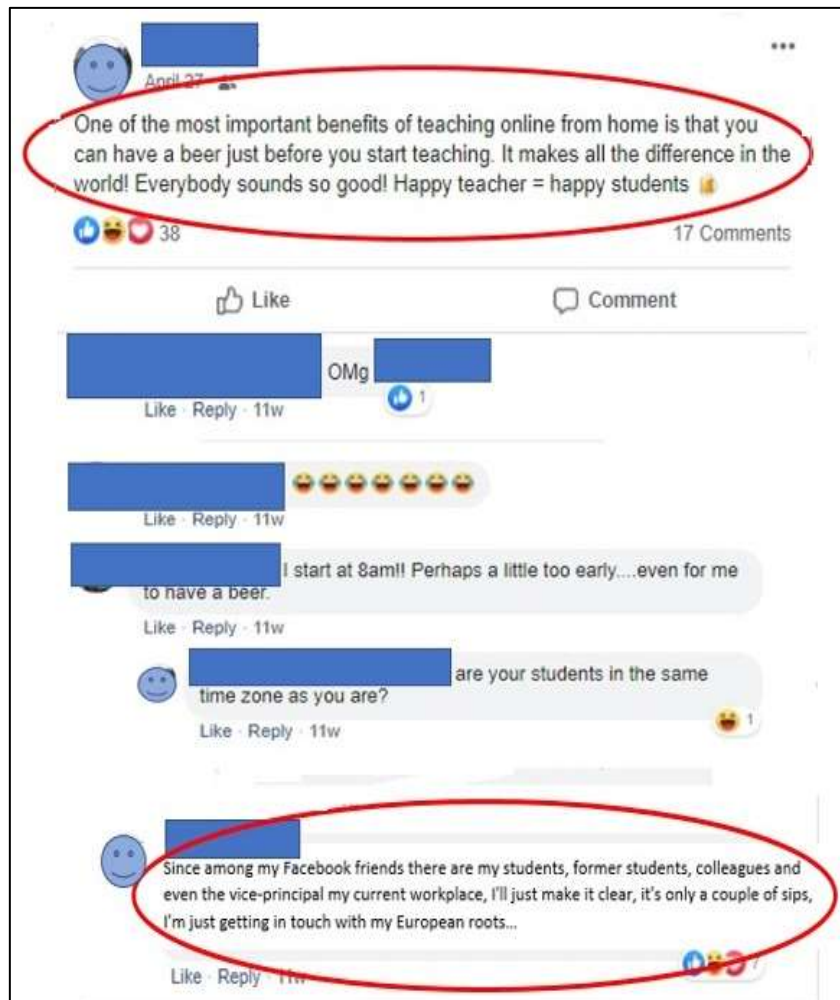 April 27
One of the most important benefits of teaching online from home is that you
can have a beer just before you start teaching. It makes all the difference in the
world! Everybody sounds so good! Happy teacher = happy students 🍺
38 17 Comments
Like Comment
OMg
1
Like · Reply · 11w
😂😂😂😂😂😂😂
Like · Reply · 11w
I start at 8am!! Perhaps a little too early....even for me
to have a beer.
Like · Reply · 11w
are your students in the same
time zone as you are?
1
Like · Reply · 11w
Since among my Facebook friends there are my students, former students, colleagues and
even the vice-principal my current workplace, I'll just make it clear, it's only a couple of sips,
I'm just getting in touch with my European roots...
7
Like · Reply · 11w